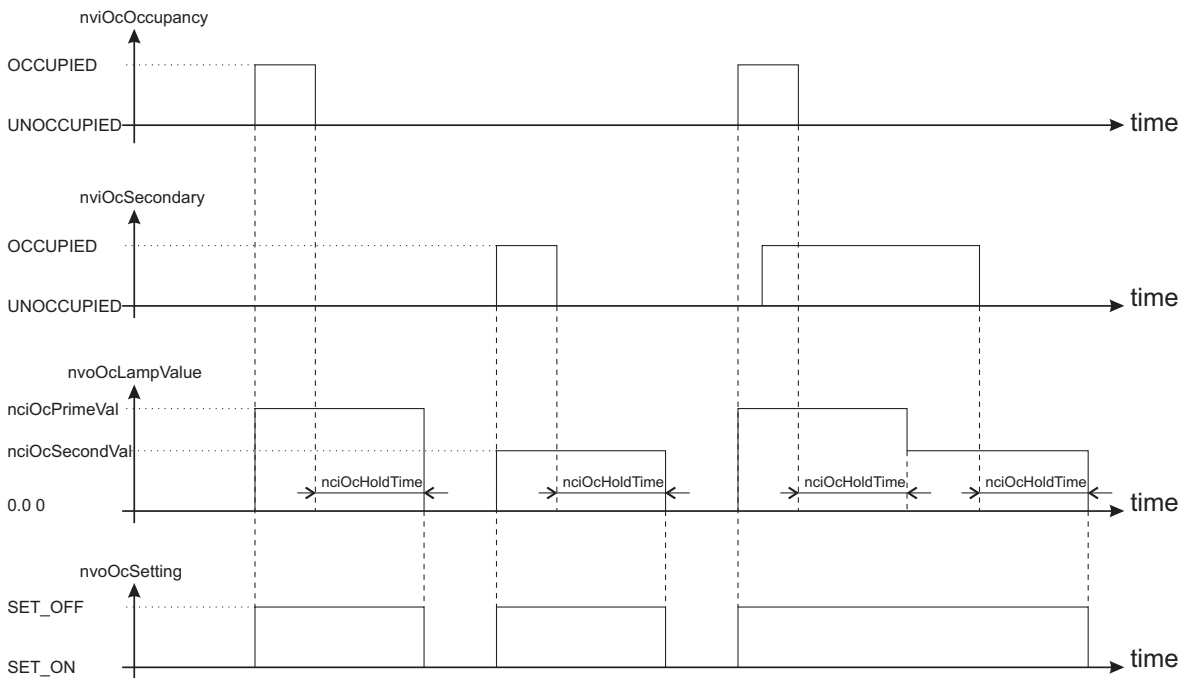 nviOcOccupancy
OCCUPIED
UNOCCUPIED
time
nviOcSecondary
OCCUPIED
UNOCCUPIED
time
nvoOcLampValue
nciOcPrimeVal
nciOcSecondVal
nciOcHoldTime
nciOcHoldTime
nciOcHoldTime
nciOcHoldTime
0.0 0
time
nvoOcSetting
SET_OFF
SET_ON
time